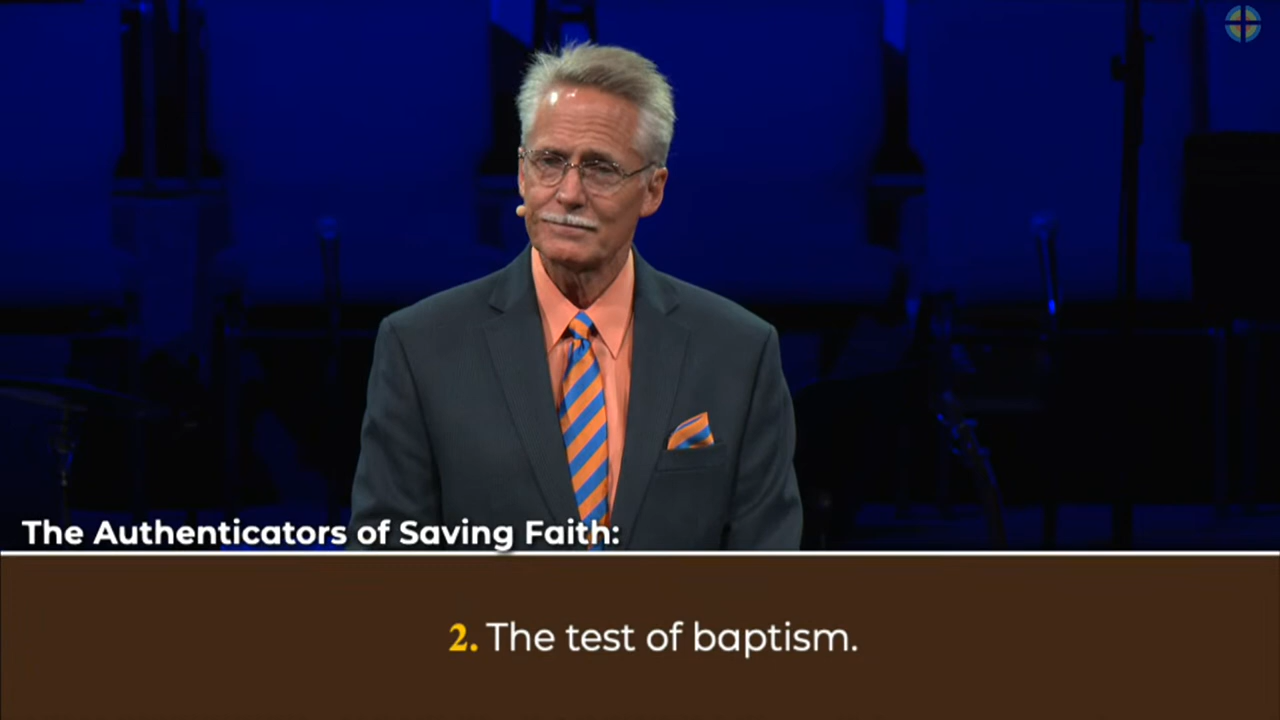 The Authenticators of Saving Faith:
2. The test of baptism.